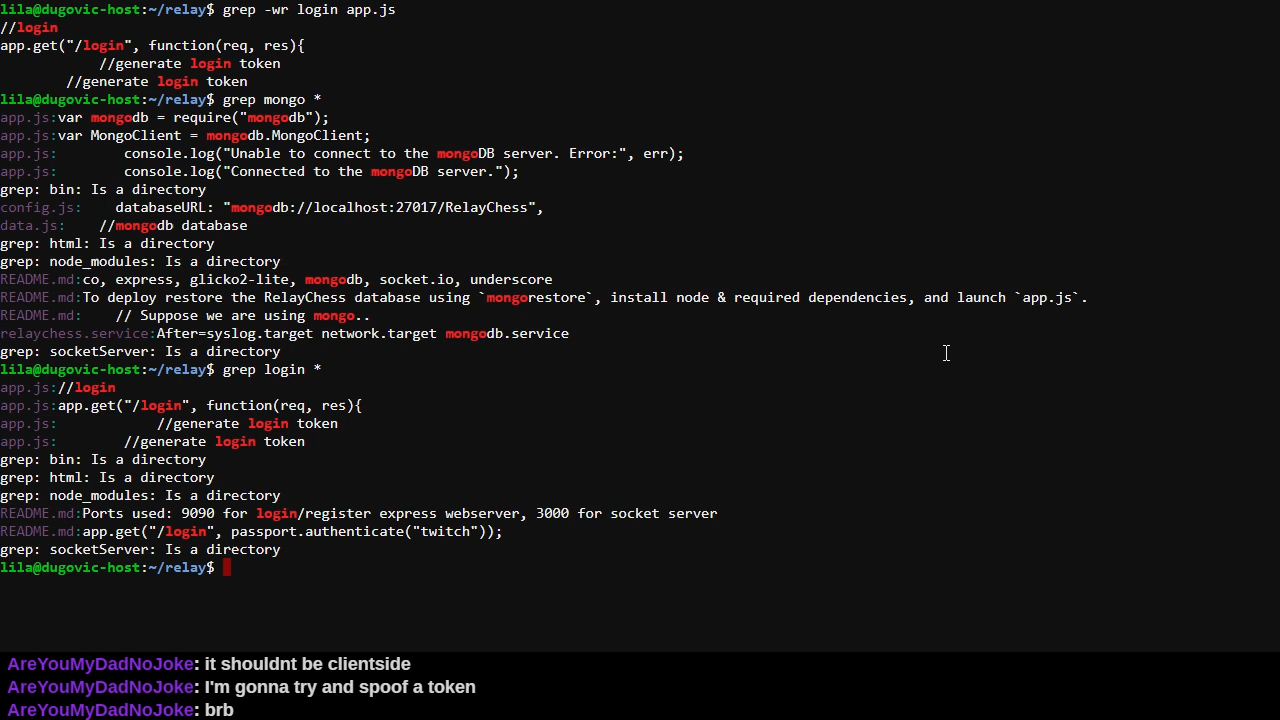 lila@dugovic-host:~/relay$ grep -wr login app.js
//login
app.get("/login", function(req, res){
//generate login token
//generate login token
lila@dugovic-host:~/relay$ grep mongo *
app.js:var mongodb = require("mongodb");
app.js:var MongoClient = mongodb.MongoClient;
app.js: console.log("Unable to connect to the mongoDB server. Error:", err);
app.js: console.log("Connected to the mongoDB server.");
grep: bin: Is a directory
config.js: databaseURL: "mongodb://localhost:27017/RelayChess",
data.js: //mongodb database
grep: html: Is a directory
grep: node_modules: Is a directory
README.md:co, express, glicko2-lite, mongodb, socket.io, underscore
README.md:To deploy restore the RelayChess database using `mongorestore`, install node & required dependencies, and launch `app.js`.
README.md: // Suppose we are using mongo..
relaychess.service:After=syslog.target network.target mongodb.service
grep: socketServer: Is a directory
lila@dugovic-host:~/relay$ grep login *
app.js://login
app.js:app.get("/login", function(req, res){
app.js: //generate login token
app.js: //generate login token
grep: bin: Is a directory
grep: html: Is a directory
grep: node_modules: Is a directory
README.md:Ports used: 9090 for login/register express webserver, 3000 for socket server
README.md:app.get("/login", passport.authenticate("twitch"));
grep: socketServer: Is a directory
lila@dugovic-host:~/relay$
AreYouMyDadNoJoke: it shouldnt be clientside
AreYouMyDadNoJoke: I'm gonna try and spoof a token
AreYouMyDadNoJoke: brb